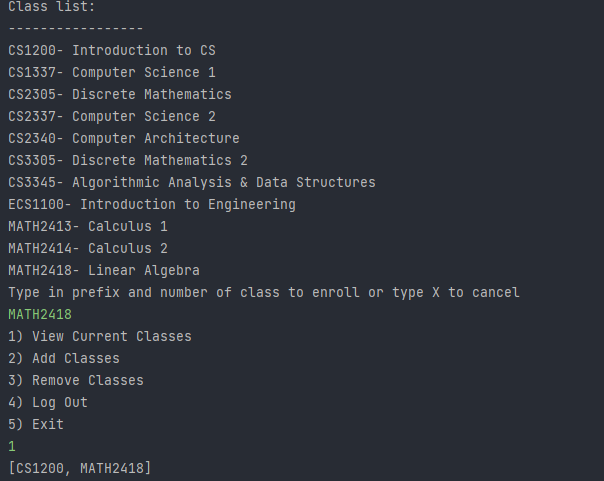 Class list:
-----------------
CS1200- Introduction to CS
CS1337- Computer Science 1
CS2305- Discrete Mathematics
CS2337- Computer Science 2
CS2340- Computer Architecture
CS3305- Discrete Mathematics 2
CS3345- Algorithmic Analysis & Data Structures
ECS1100- Introduction to Engineering
MATH2413- Calculus 1
MATH2414- Calculus 2
MATH2418- Linear Algebra
Type in prefix and number of class to enroll or type X to cancel
MATH2418
1) View Current Classes
2) Add Classes
3) Remove Classes
4) Log Out
5) Exit
1
[CS1200, MATH2418]